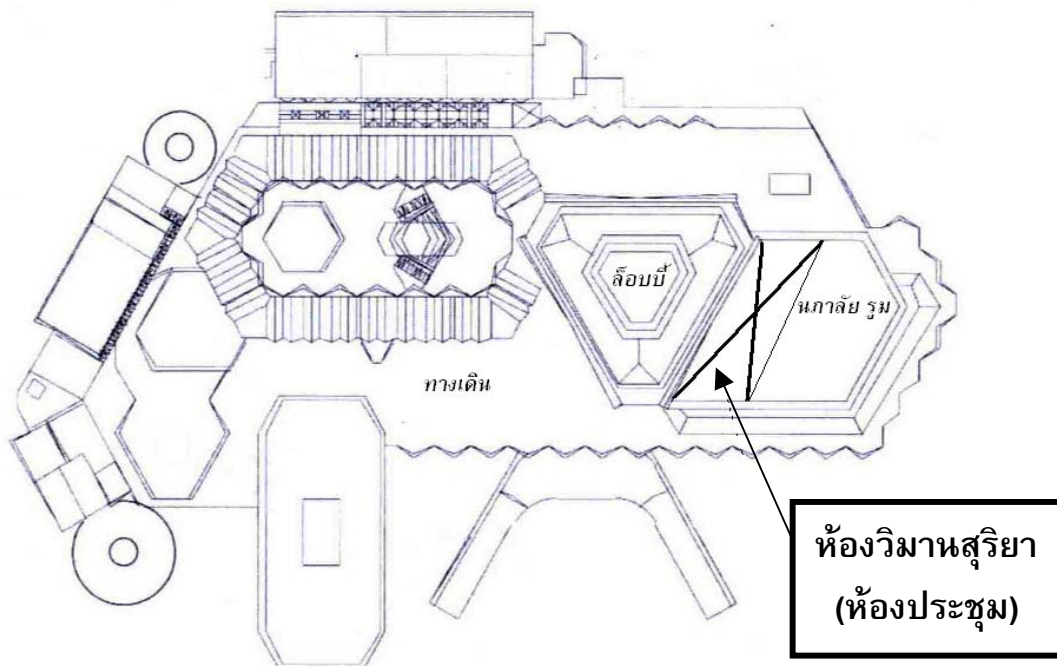 ล็อบบี้
นภาลัย รูม
ทางเดิน
ห้องวิมานสุริยา
(ห้องประชุม)